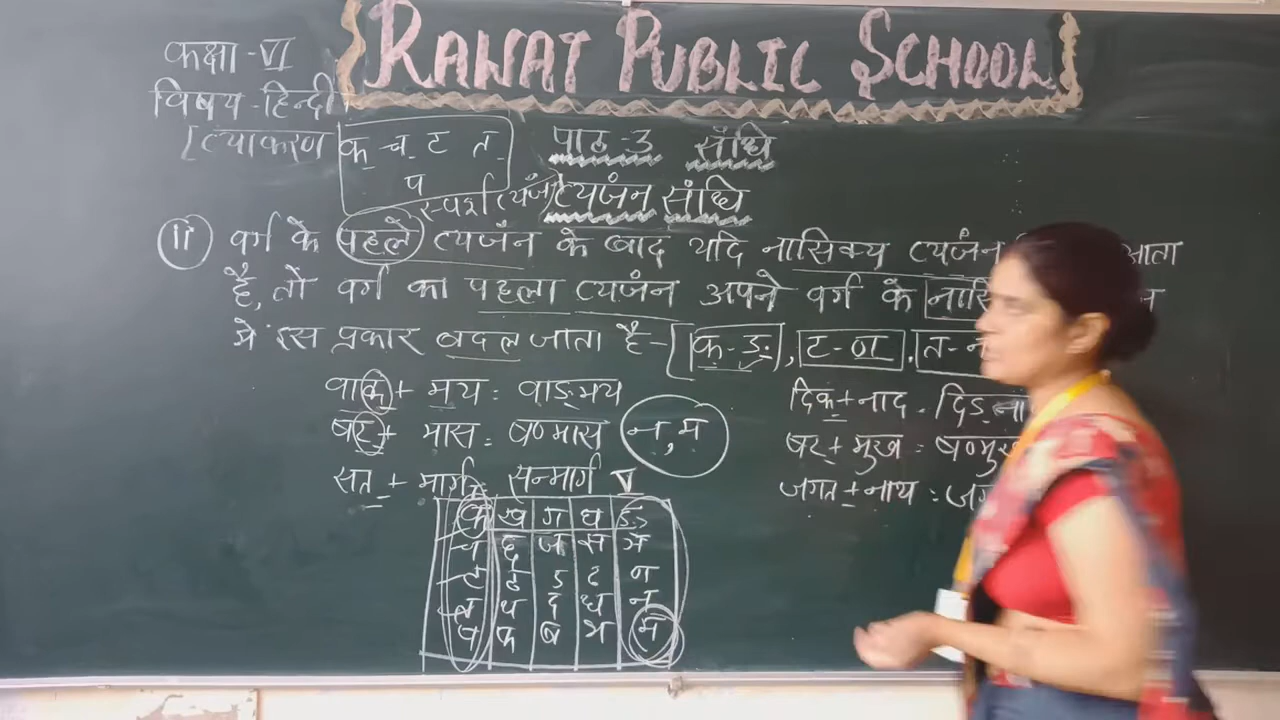 RAWAT PUBLIC SCHOOL
कक्षा-VI
विषय-हिन्दी
[व्याकरण
क च ट त
प
पाठ-3 संधि
स्पर्श व्यंजन
व्यंजन संधि
ii वर्ग के पहले व्यंजन के बाद यदि नासिक्य व्यंजन आता
है, तो वर्ग का पहला व्यंजन अपने वर्ग के
मे इस प्रकार बदल जाता है- [क-ङ, ट-ण, त-न
वाक् + मय = वाङ्मय
षट् + मास = षण्मास
न, म
सत् + मार्ग = सन्मार्ग
दिक् + नाद = दिङ्ना
षट् + मुख = षण्मुख
जगत् + नाथ = जग
V
क ख ग घ ङ
च छ ज झ ञ
ट ठ ड ढ ण
त थ द ध न
प फ ब भ म